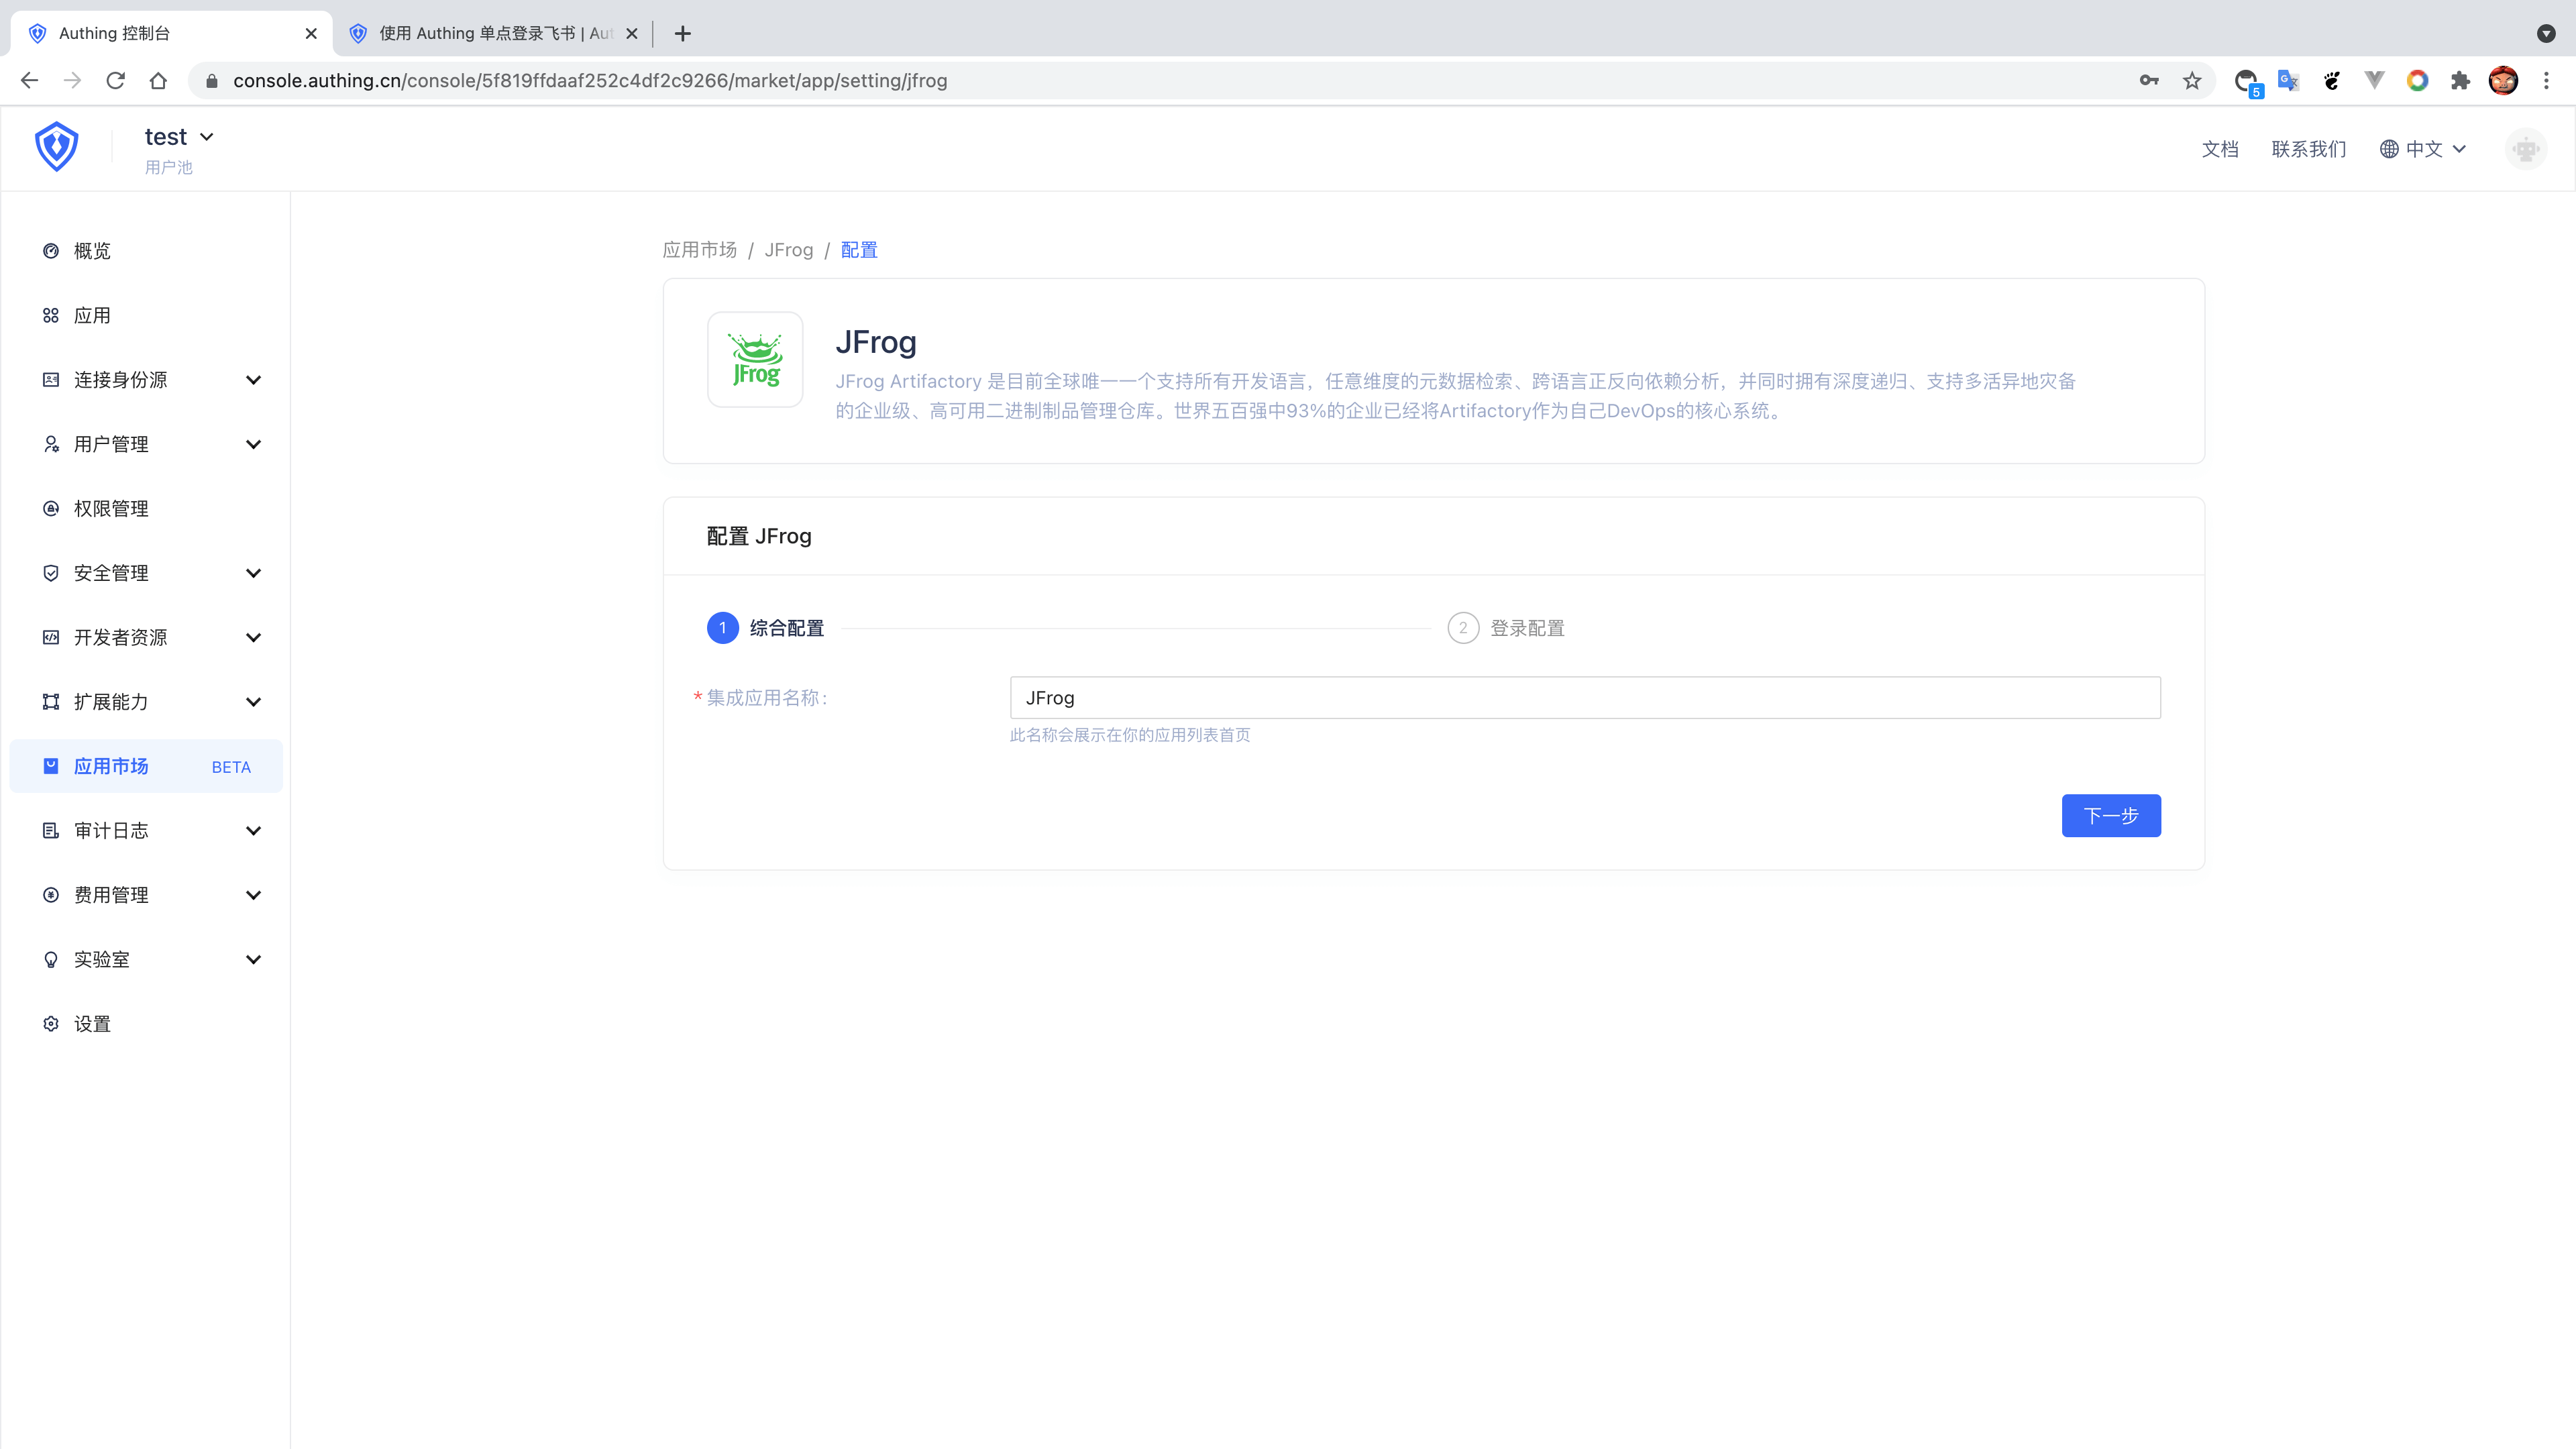 Authing 控制台
使用 Authing 单点登录飞书 | Aut
console.authing.cn/console/5f819ffdaaf252c4df2c9266/market/app/setting/jfrog
5
test
用户池
文档
联系我们
中文
概览
应用
连接身份源
用户管理
权限管理
安全管理
开发者资源
扩展能力
应用市场 BETA
审计日志
费用管理
实验室
设置
应用市场 / JFrog / 配置
JFrog
JFrog
JFrog Artifactory 是目前全球唯一一个支持所有开发语言，任意维度的元数据检索、跨语言正反向依赖分析，并同时拥有深度递归、支持多活异地灾备
的企业级、高可用二进制制品管理仓库。世界五百强中93%的企业已经将Artifactory作为自己DevOps的核心系统。
配置 JFrog
1 综合配置
2 登录配置
* 集成应用名称：
JFrog
此名称会展示在你的应用列表首页
下一步